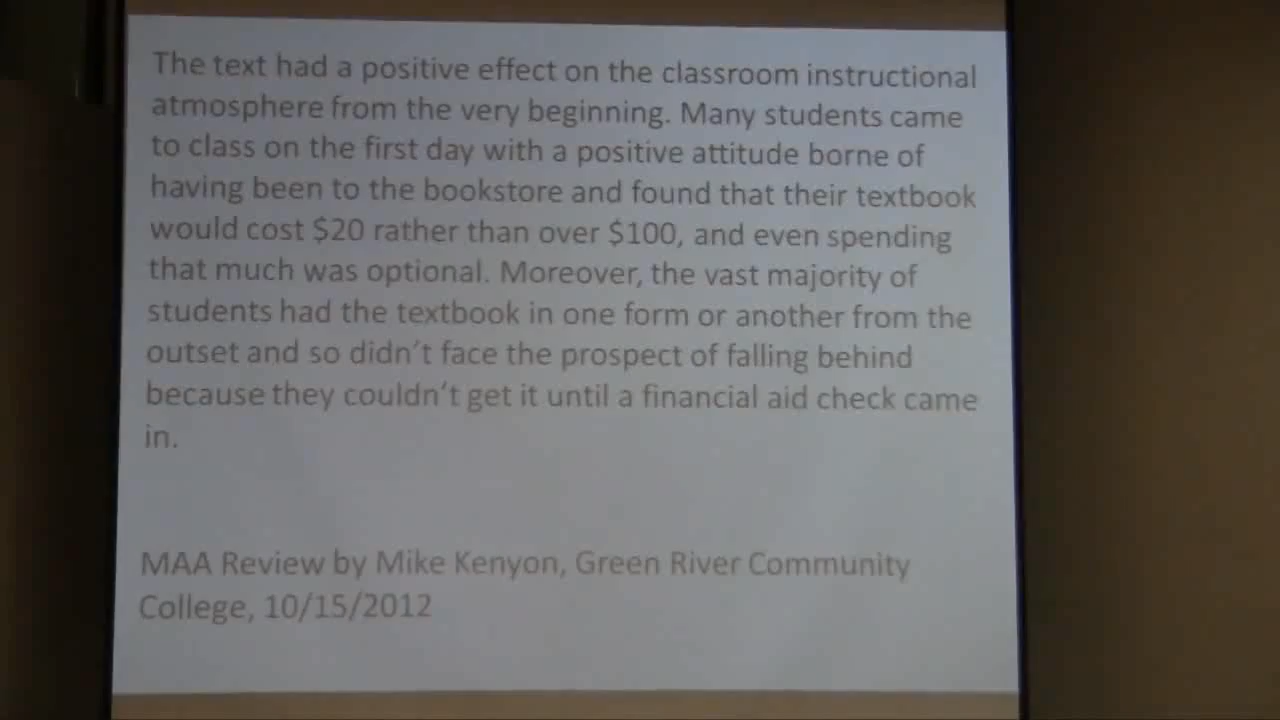 The text had a positive effect on the classroom instructional
atmosphere from the very beginning. Many students came
to class on the first day with a positive attitude borne of
having been to the bookstore and found that their textbook
would cost $20 rather than over $100, and even spending
that much was optional. Moreover, the vast majority of
students had the textbook in one form or another from the
outset and so didn't face the prospect of falling behind
because they couldn't get it until a financial aid check came
in.
MAA Review by Mike Kenyon, Green River Community
College, 10/15/2012